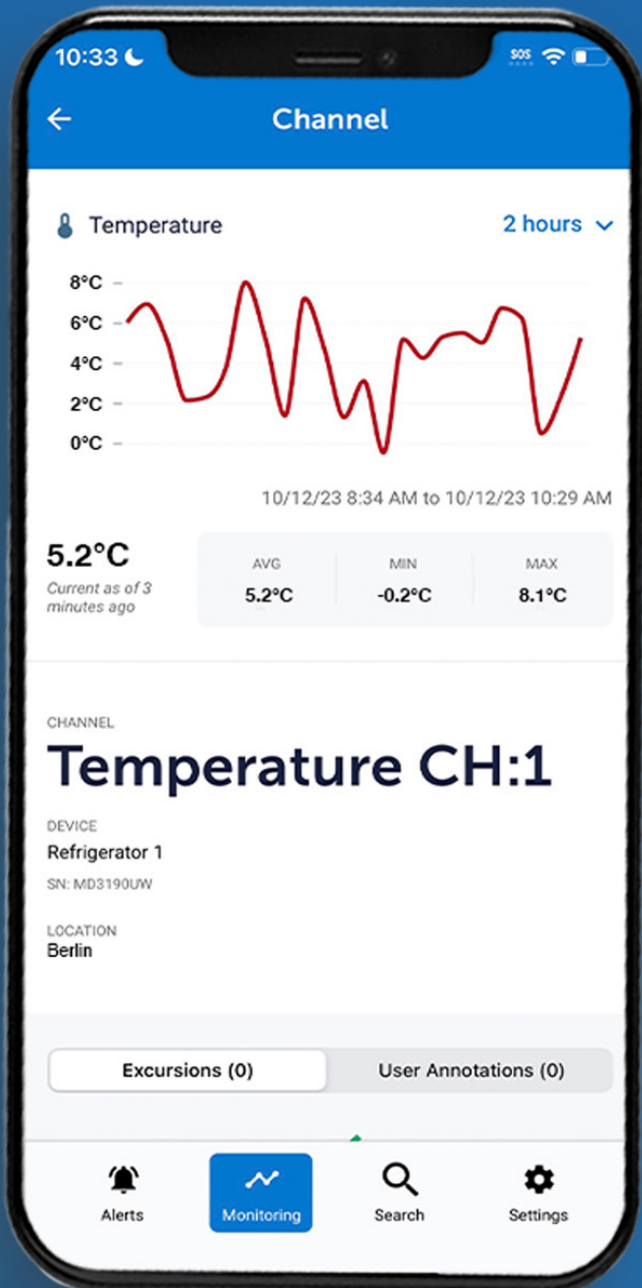 10:33
SOS
Channel
Temperature
2 hours
8°C
6°C
4°C
2°C
0°C
10/12/23 8:34 AM to 10/12/23 10:29 AM
5.2°C
Current as of 3
minutes ago
AVG
MIN
MAX
5.2°C
-0.2°C
8.1°C
CHANNEL
Temperature CH:1
DEVICE
Refrigerator 1
SN: MD3190UW
LOCATION
Berlin
Excursions (0)
User Annotations (0)
Alerts
Monitoring
Search
Settings